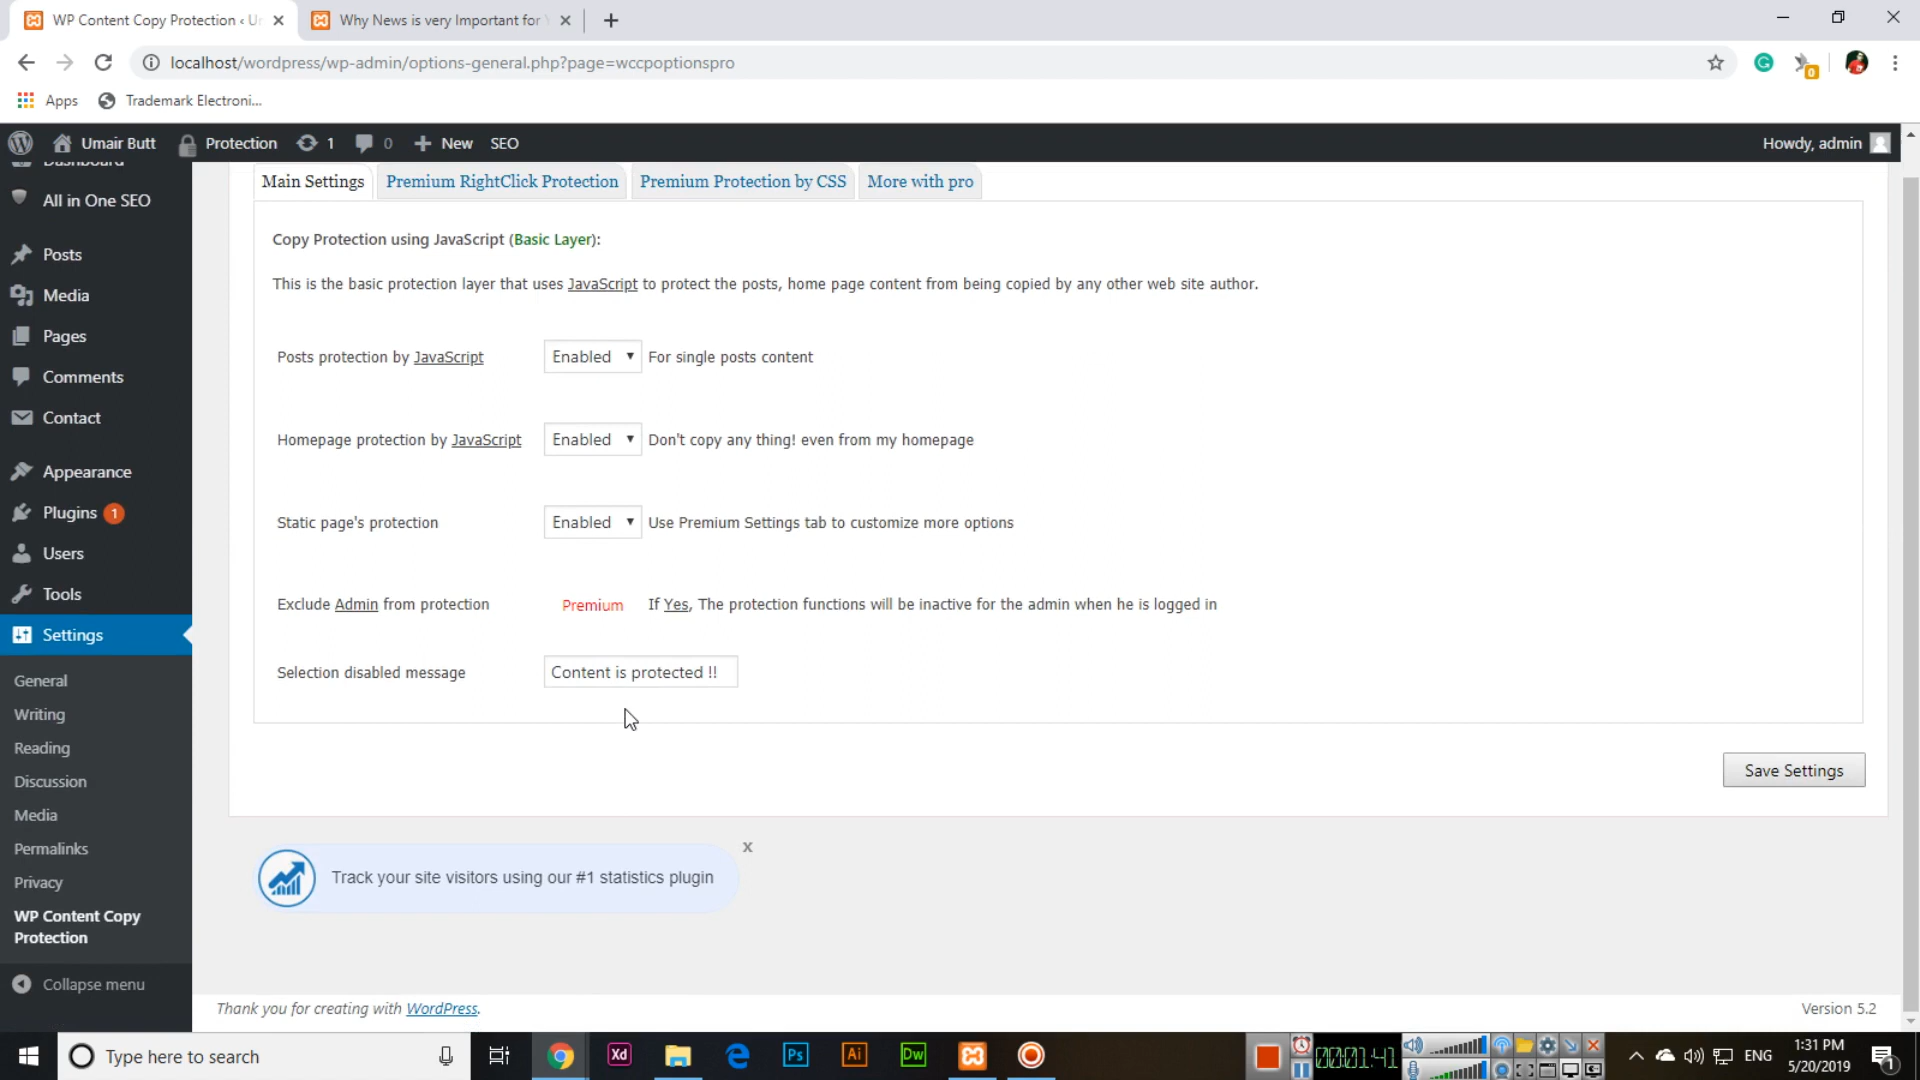 WP Content Copy Protection ‹ Um
Why News is very Important for Y
localhost/wordpress/wp-admin/options-general.php?page=wccpoptionspro
0
Apps
Trademark Electroni...
Umair Butt
Protection
1
0
New
SEO
Howdy, admin
Dashboard
All in One SEO
Posts
Media
Pages
Comments
Contact
Appearance
Plugins 1
Users
Tools
Settings
General
Writing
Reading
Discussion
Media
Permalinks
Privacy
WP Content Copy
Protection
Collapse menu
Main Settings
Premium RightClick Protection
Premium Protection by CSS
More with pro
Copy Protection using JavaScript (Basic Layer):
This is the basic protection layer that uses JavaScript to protect the posts, home page content from being copied by any other web site author.
Posts protection by JavaScript Enabled For single posts content
Homepage protection by JavaScript Enabled Don't copy any thing! even from my homepage
Static page's protection Enabled Use Premium Settings tab to customize more options
Exclude Admin from protection Premium If Yes, The protection functions will be inactive for the admin when he is logged in
Selection disabled message Content is protected !!
Save Settings
x
Track your site visitors using our #1 statistics plugin
Thank you for creating with WordPress.
Version 5.2
Type here to search
Xd
Ps
Ai
Dw
00:01:41
ENG
1:31 PM
5/20/2019
1